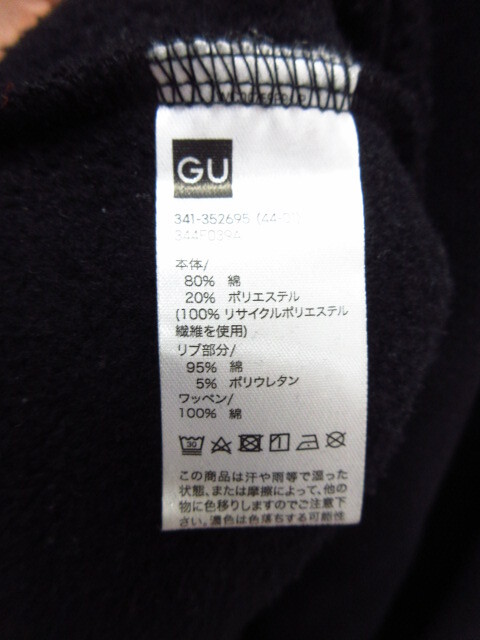 GU
341-352695 (44-
344F039A
本体/
80% 綿
20% ポリエステル
(100% リサイクルポリエステル
繊維を使用)
リブ部分/
95% 綿
5% ポリウレタン
ワッペン/
100% 綿
30
この商品は汗や雨等で湿った
状態、または摩擦によって、他の
物に色移りしますのでご注意下
さい。濃色は色落ちする可能性